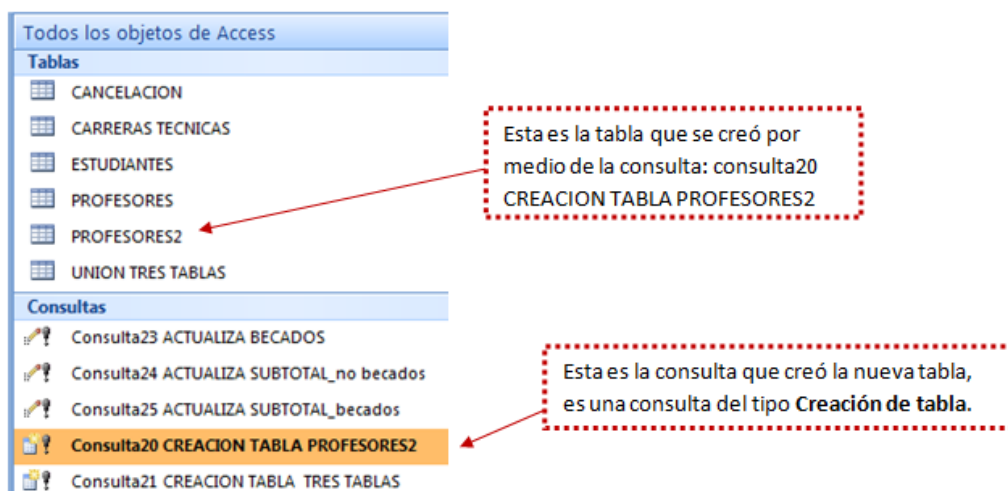 Todos los objetos de Access
Tablas
CANCELACION
CARRERAS TECNICAS
ESTUDIANTES
PROFESORES
PROFESORES2
UNION TRES TABLAS
Consultas
Consulta23 ACTUALIZA BECADOS
Consulta24 ACTUALIZA SUBTOTAL_no becados
Consulta25 ACTUALIZA SUBTOTAL_becados
Consulta20 CREACION TABLA PROFESORES2
Consulta21 CREACION TABLA TRES TABLAS
Esta es la tabla que se creó por
medio de la consulta: consulta20
CREACION TABLA PROFESORES2
Esta es la consulta que creó la nueva tabla,
es una consulta del tipo Creación de tabla.